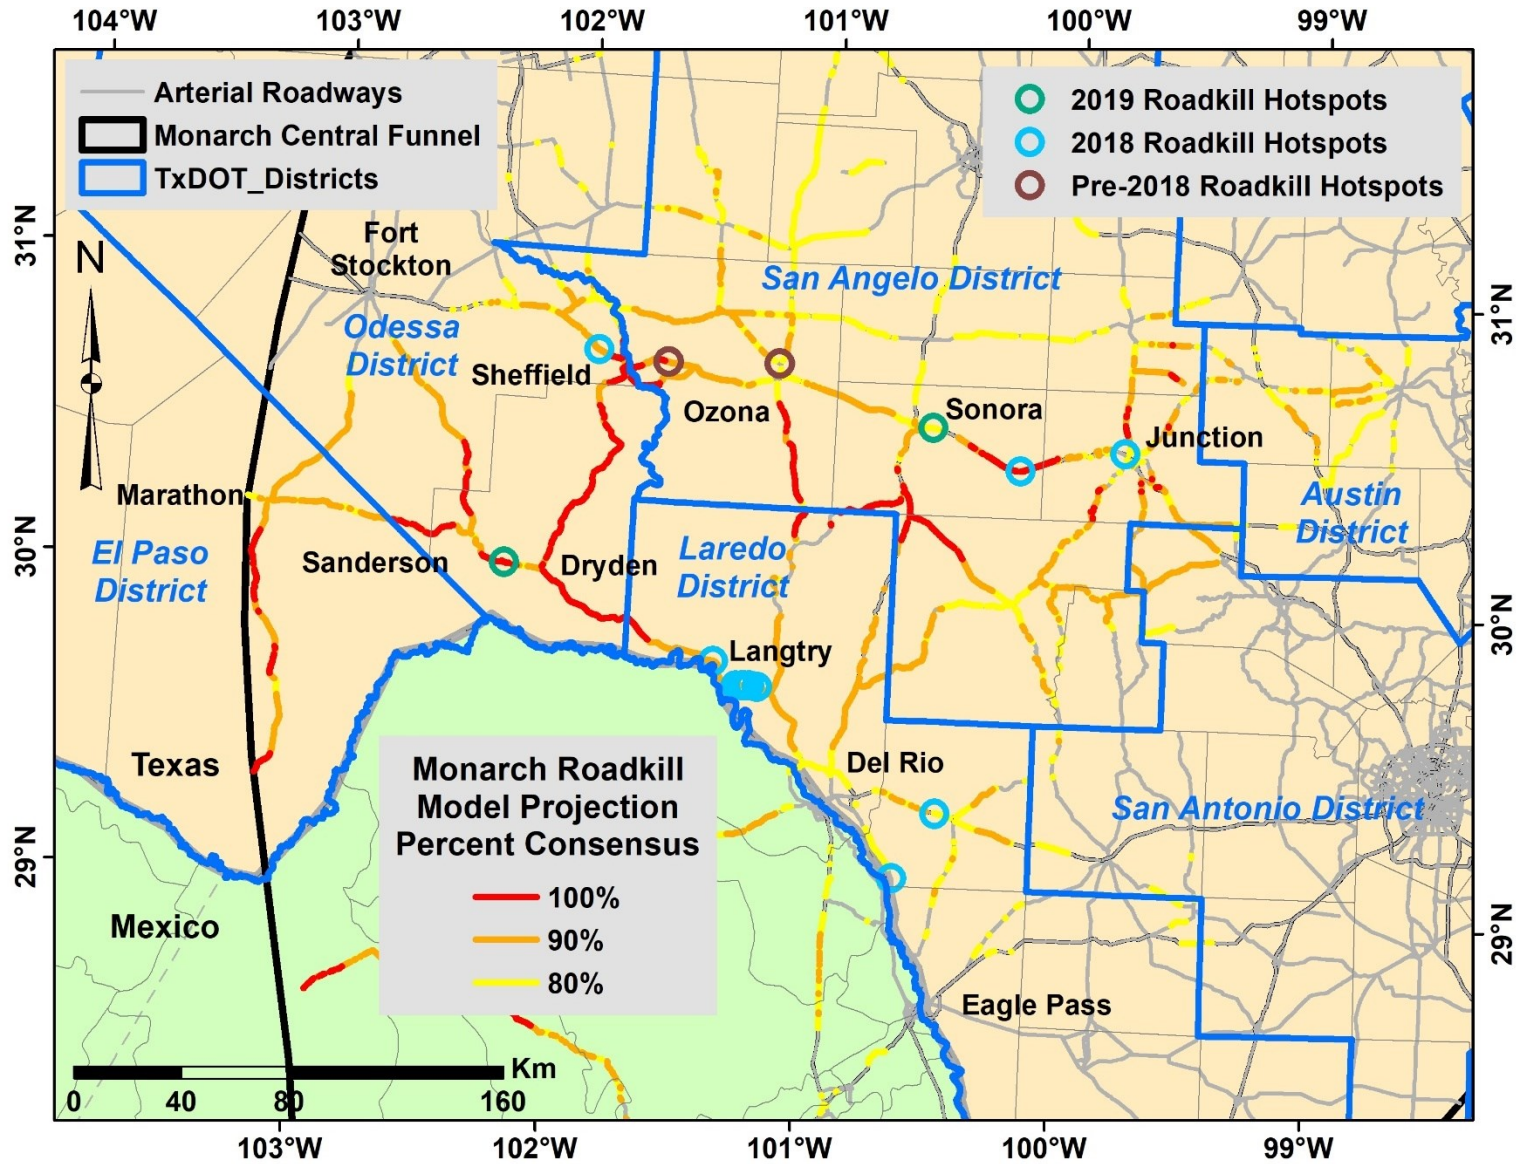 104°W 103°W 102°W 101°W 100°W 99°W
Arterial Roadways
Monarch Central Funnel
TxDOT_Districts
2019 Roadkill Hotspots
2018 Roadkill Hotspots
Pre-2018 Roadkill Hotspots
31°N
N
Fort
Stockton
San Angelo District
31°N
Odessa
District
Sheffield
Ozona
Sonora
Junction
Marathon
Austin
District
30°N
El Paso
District
Sanderson
Dryden
Laredo
District
30°N
Langtry
Texas
Del Rio
San Antonio District
29°N
Monarch Roadkill
Model Projection
Percent Consensus
100%
90%
80%
Mexico
29°N
Eagle Pass
Km
0 40 80 160
103°W 102°W 101°W 100°W 99°W